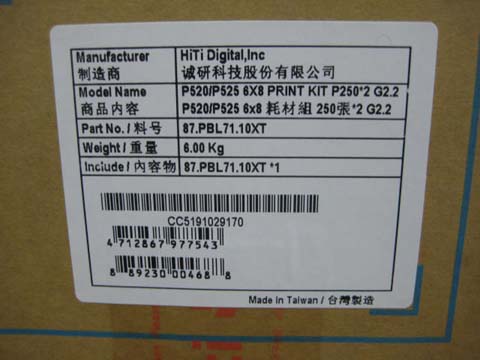 Manufacturer HiTi Digital,Inc
制造商 诚研科技股份有限公司
Model Name P520/P525 6X8 PRINT KIT P250*2 G2.2
商品内容 P520/P525 6x8 耗材組 250張*2 G2.2
Part No. / 料号 87.PBL71.10XT
Weight / 重量 6.00 Kg
Include / 內容物 87.PBL71.10XT *1
CC5191029170
4 712867 977543
8 89230 00468 8
Made in Taiwan / 台灣製造